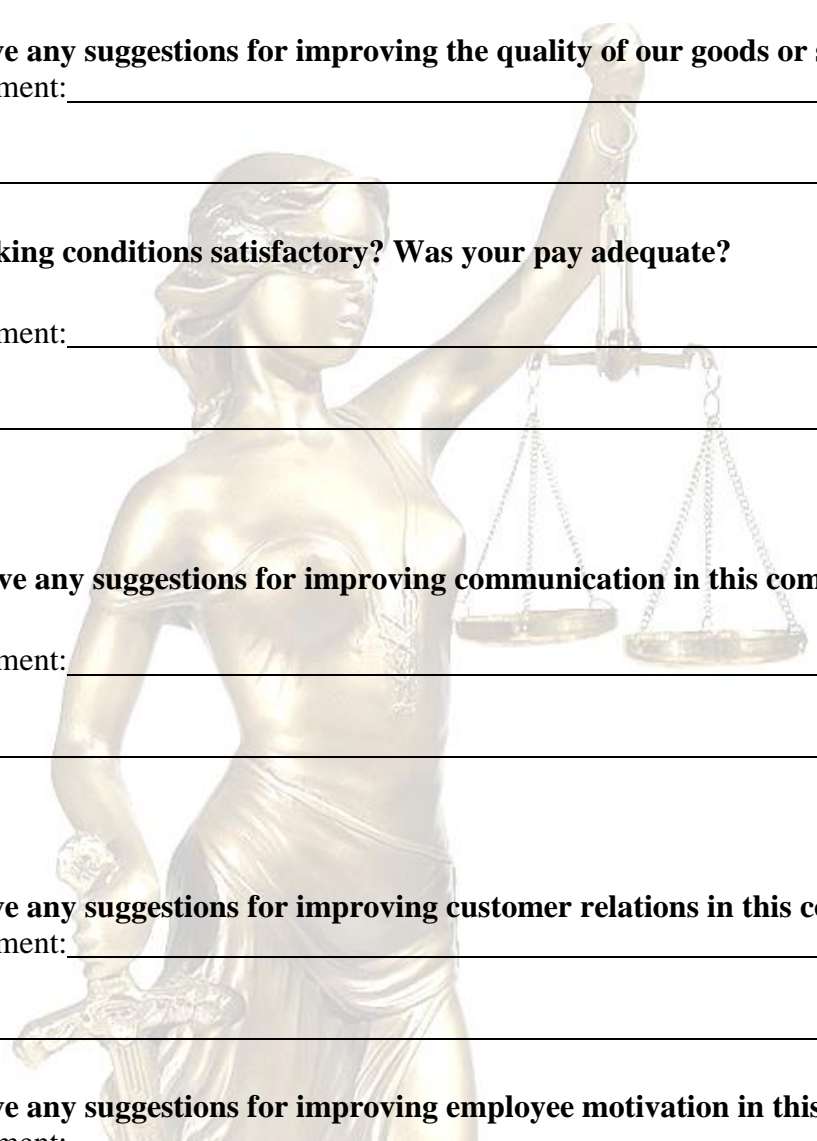 ve any suggestions for improving the quality of our goods or
ment:
king conditions satisfactory? Was your pay adequate?
ment:
ve any suggestions for improving communication in this com
ment:
ve any suggestions for improving customer relations in this co
ment:
ve any suggestions for improving employee motivation in this
ment: